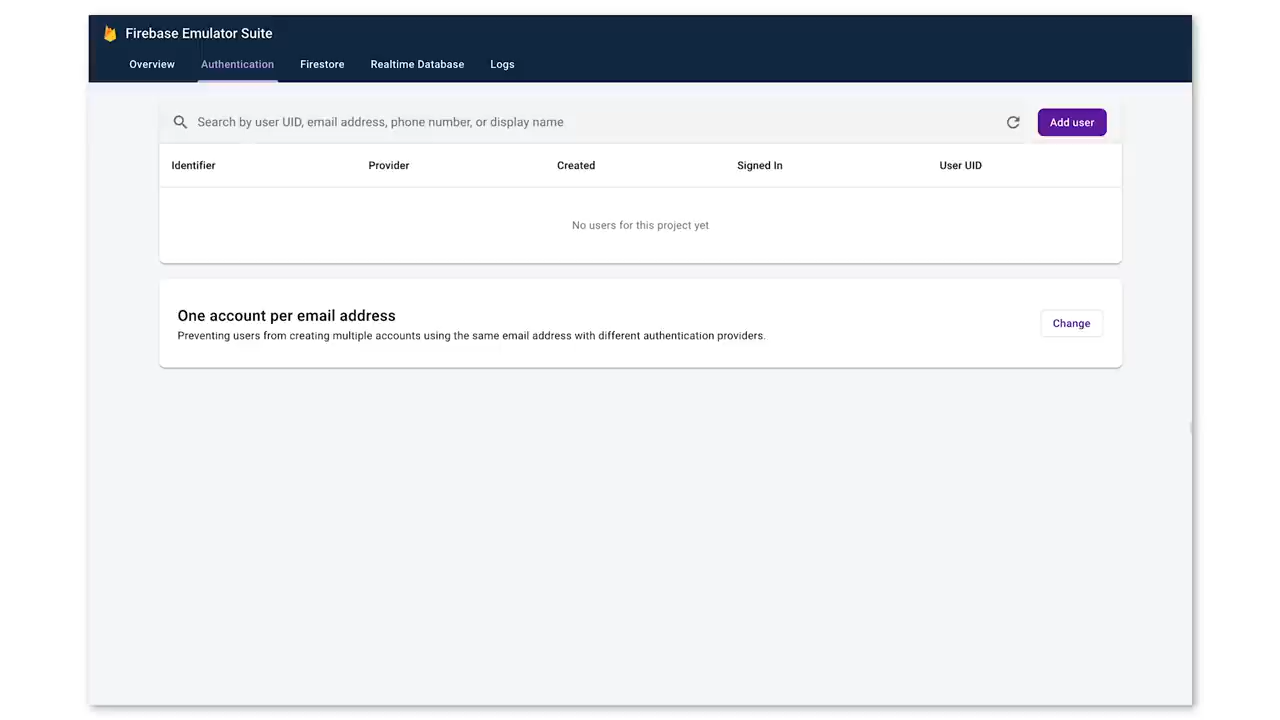 Firebase Emulator Suite
Overview Authentication Firestore Realtime Database Logs
Search by user UID, email address, phone number, or display name Add user
Identifier Provider Created Signed In User UID
No users for this project yet
One account per email address
Preventing users from creating multiple accounts using the same email address with different authentication providers.
Change